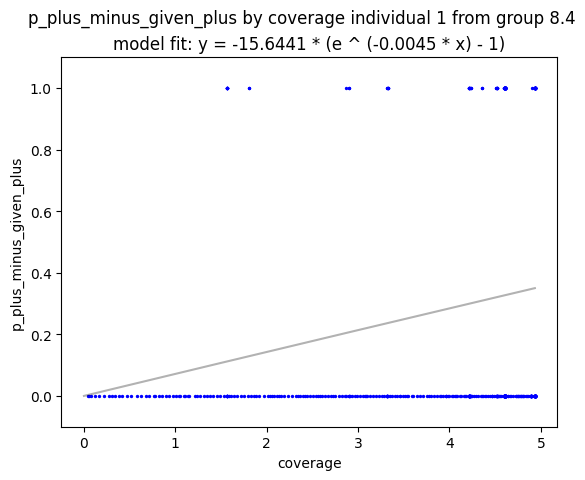 p_plus_minus_given_plus by coverage individual 1 from group 8.4
model fit: y = -15.6441 * (e ^ (-0.0045 * x) - 1)
1.0
0.8
0.6
0.4
0.2
0.0
p_plus_minus_given_plus
0 1 2 3 4 5
coverage